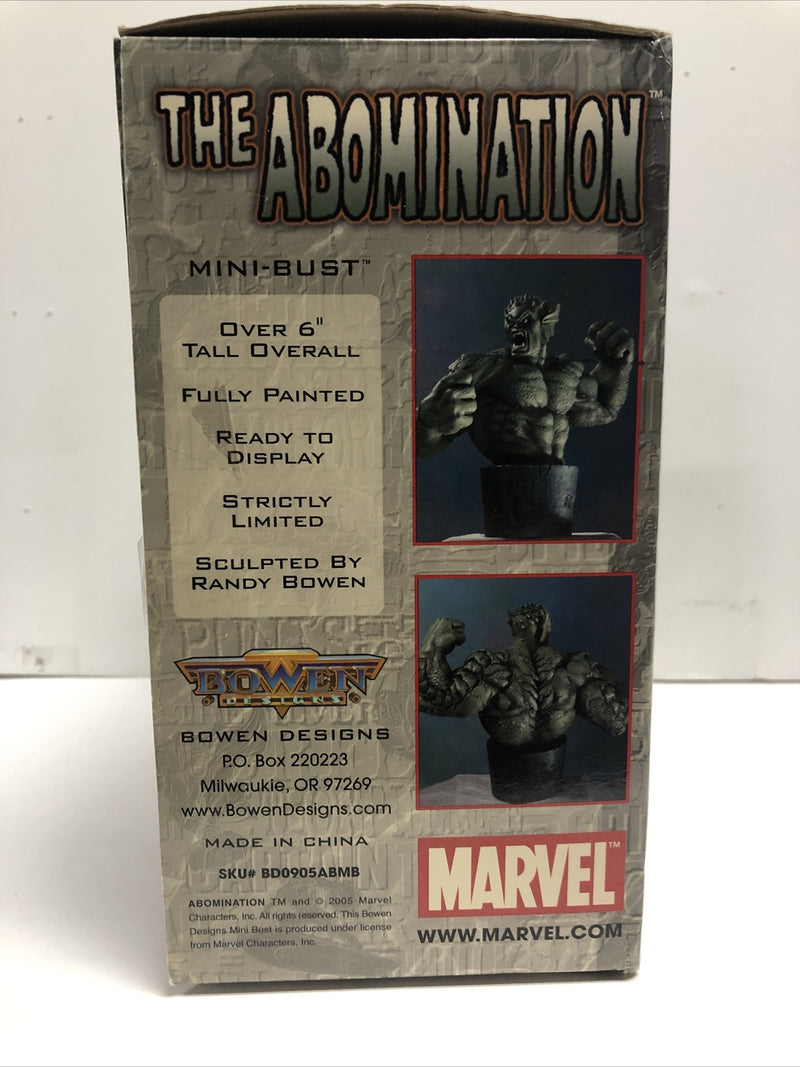 THE ABOMINATION™
MINI-BUST™
OVER 6"
TALL OVERALL
FULLY PAINTED
READY TO
DISPLAY
STRICTLY
LIMITED
SCULPTED BY
RANDY BOWEN
BOWEN
DESIGNS
BOWEN DESIGNS
P.O. Box 220223
Milwaukie, OR 97269
www.BowenDesigns.com
MADE IN CHINA
SKU# BD0905ABMB
ABOMINATION TM and © 2005 Marvel
Characters, Inc. All rights reserved. This Bowen
Designs Mini Bust is produced under license
from Marvel Characters, Inc.
MARVEL™
WWW.MARVEL.COM